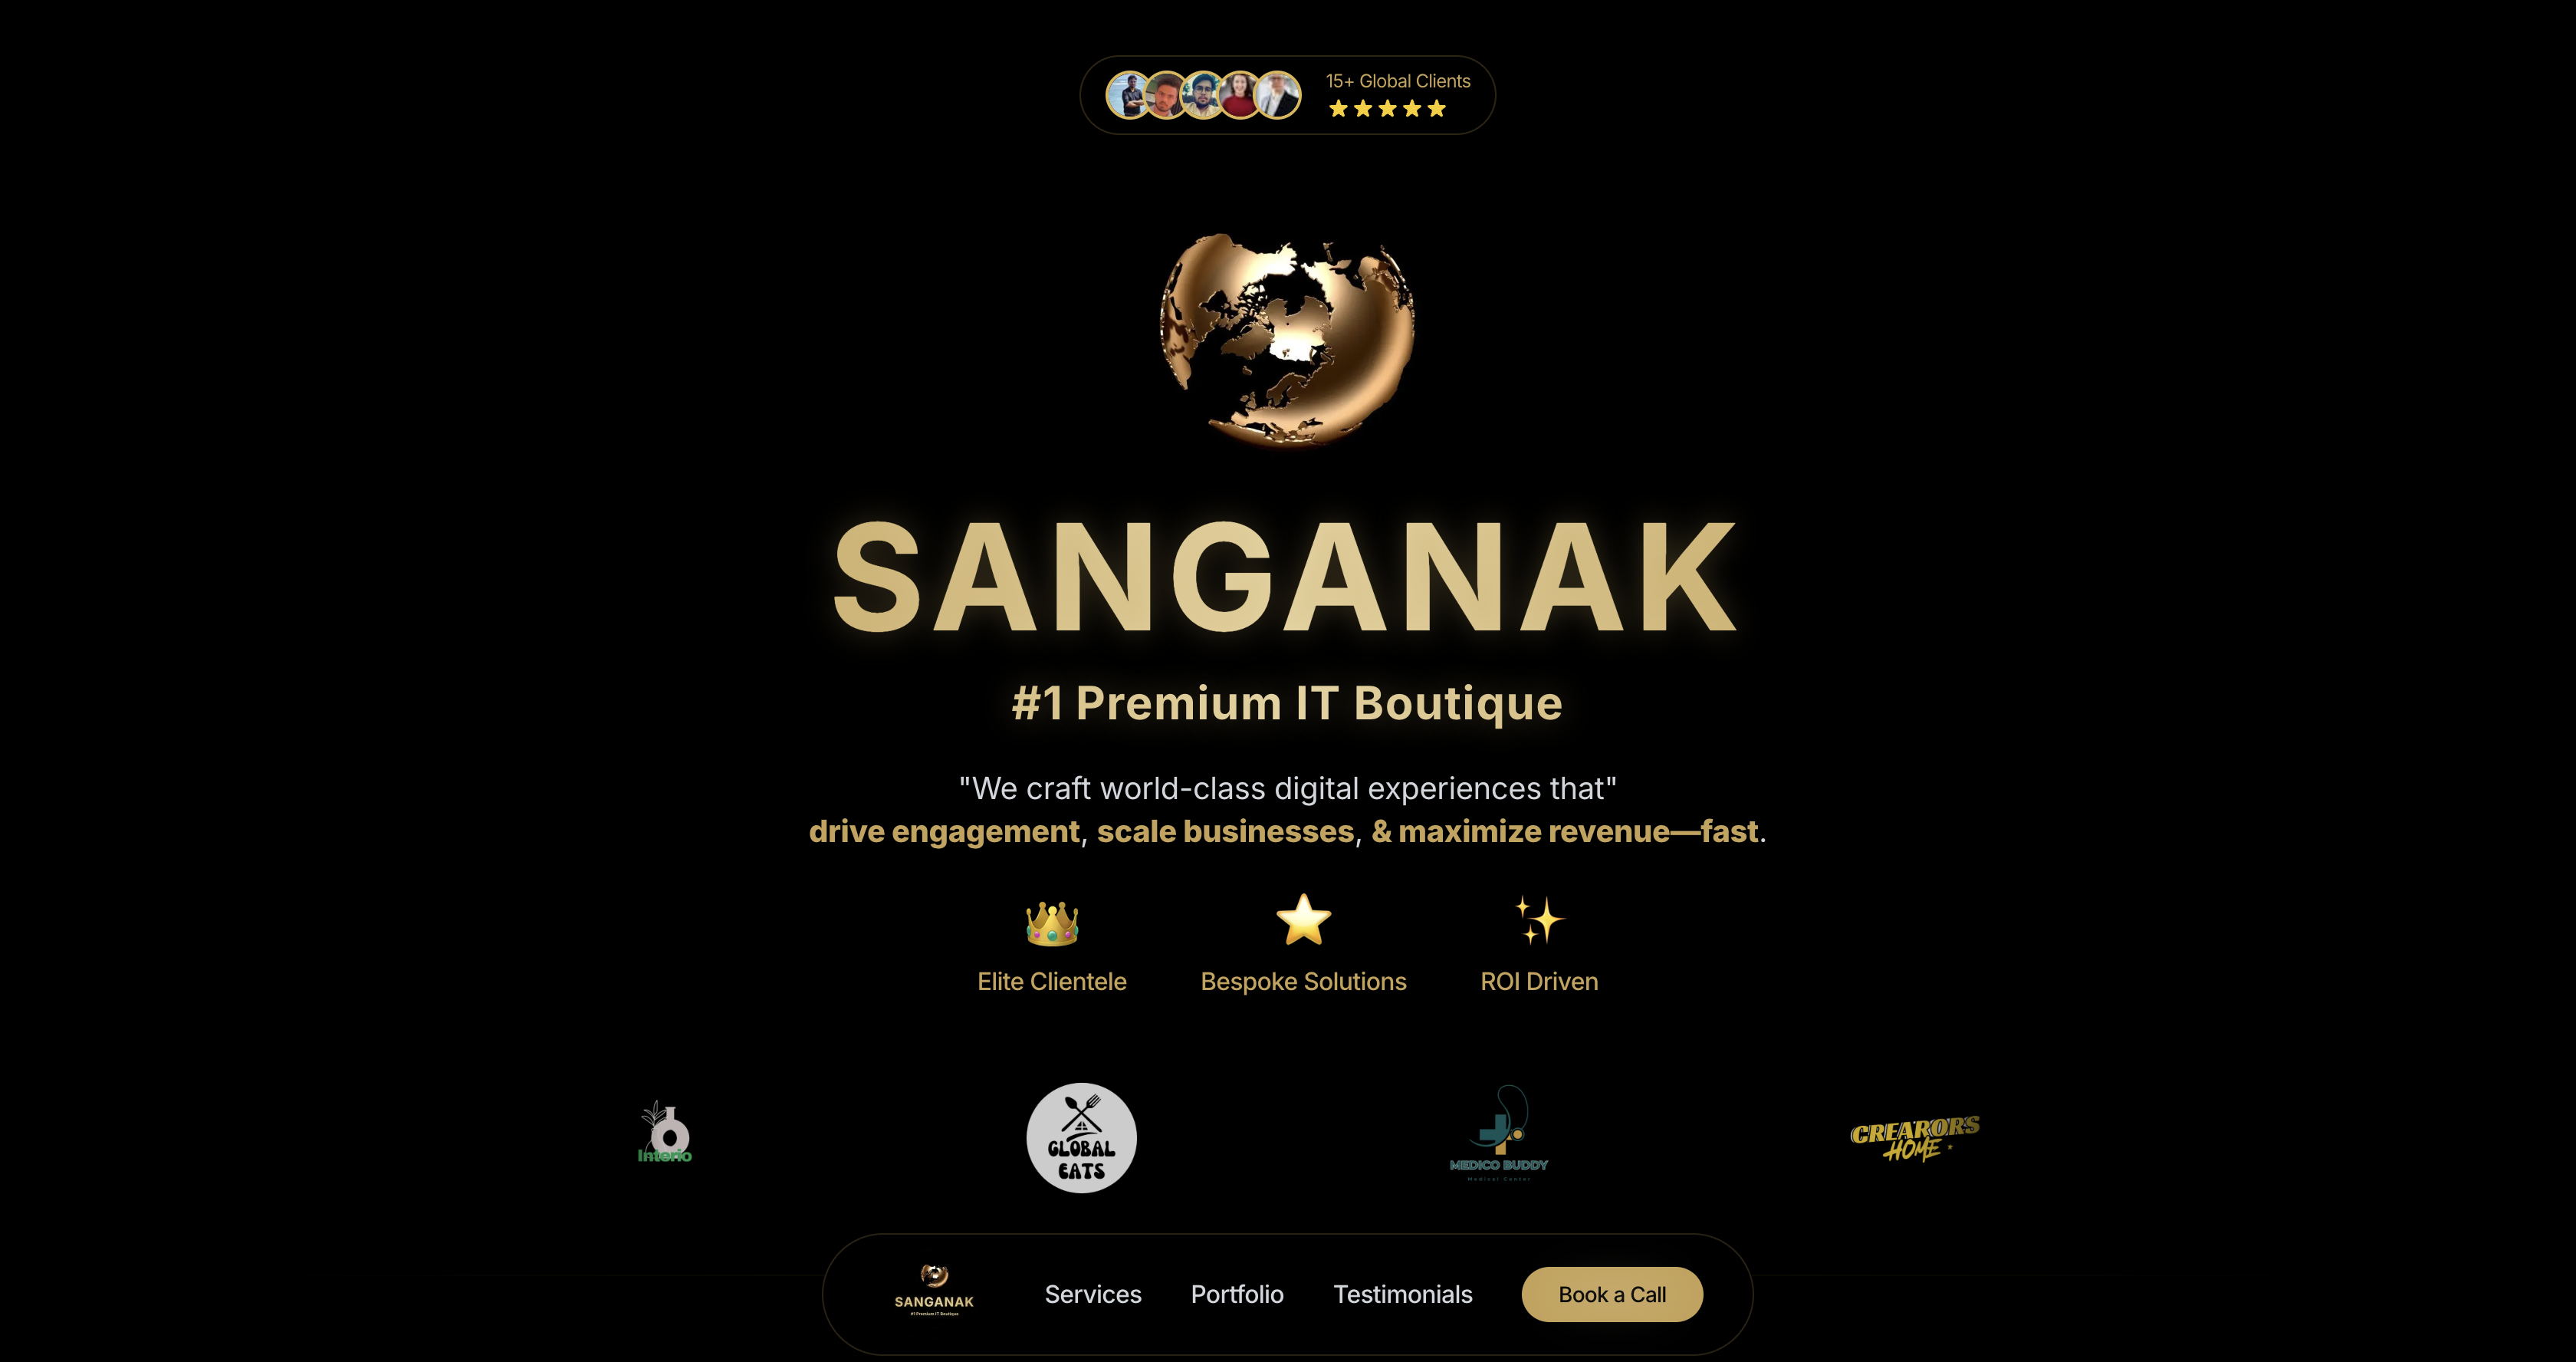 15+ Global Clients
SANGANAK
#1 Premium IT Boutique
"We craft world-class digital experiences that"
drive engagement, scale businesses, & maximize revenue—fast.
Elite Clientele
Bespoke Solutions
ROI Driven
Interio
GLOBAL
EATS
MEDICO BUDDY
Medical Center
CREARORS
HOME
SANGANAK
#1 Premium IT Boutique
Services
Portfolio
Testimonials
Book a Call